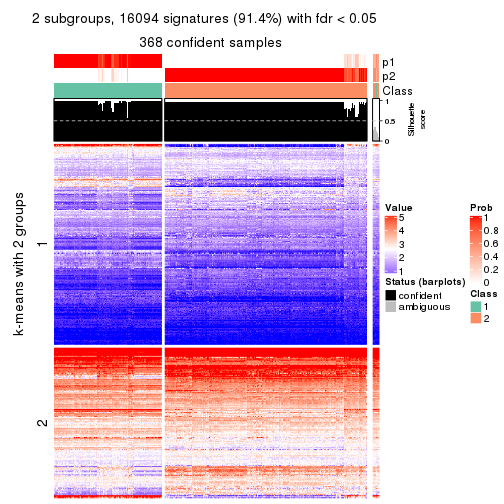 2 subgroups, 16094 signatures (91.4%) with fdr < 0.05
368 confident samples
p1
p2
Class
1
0.5
0
Silhouette
score
k-means with 2 groups
1
2
Value
5
4
3
2
1
Status (barplots)
confident
ambiguous
Prob
1
0.8
0.6
0.4
0.2
0
Class
1
2